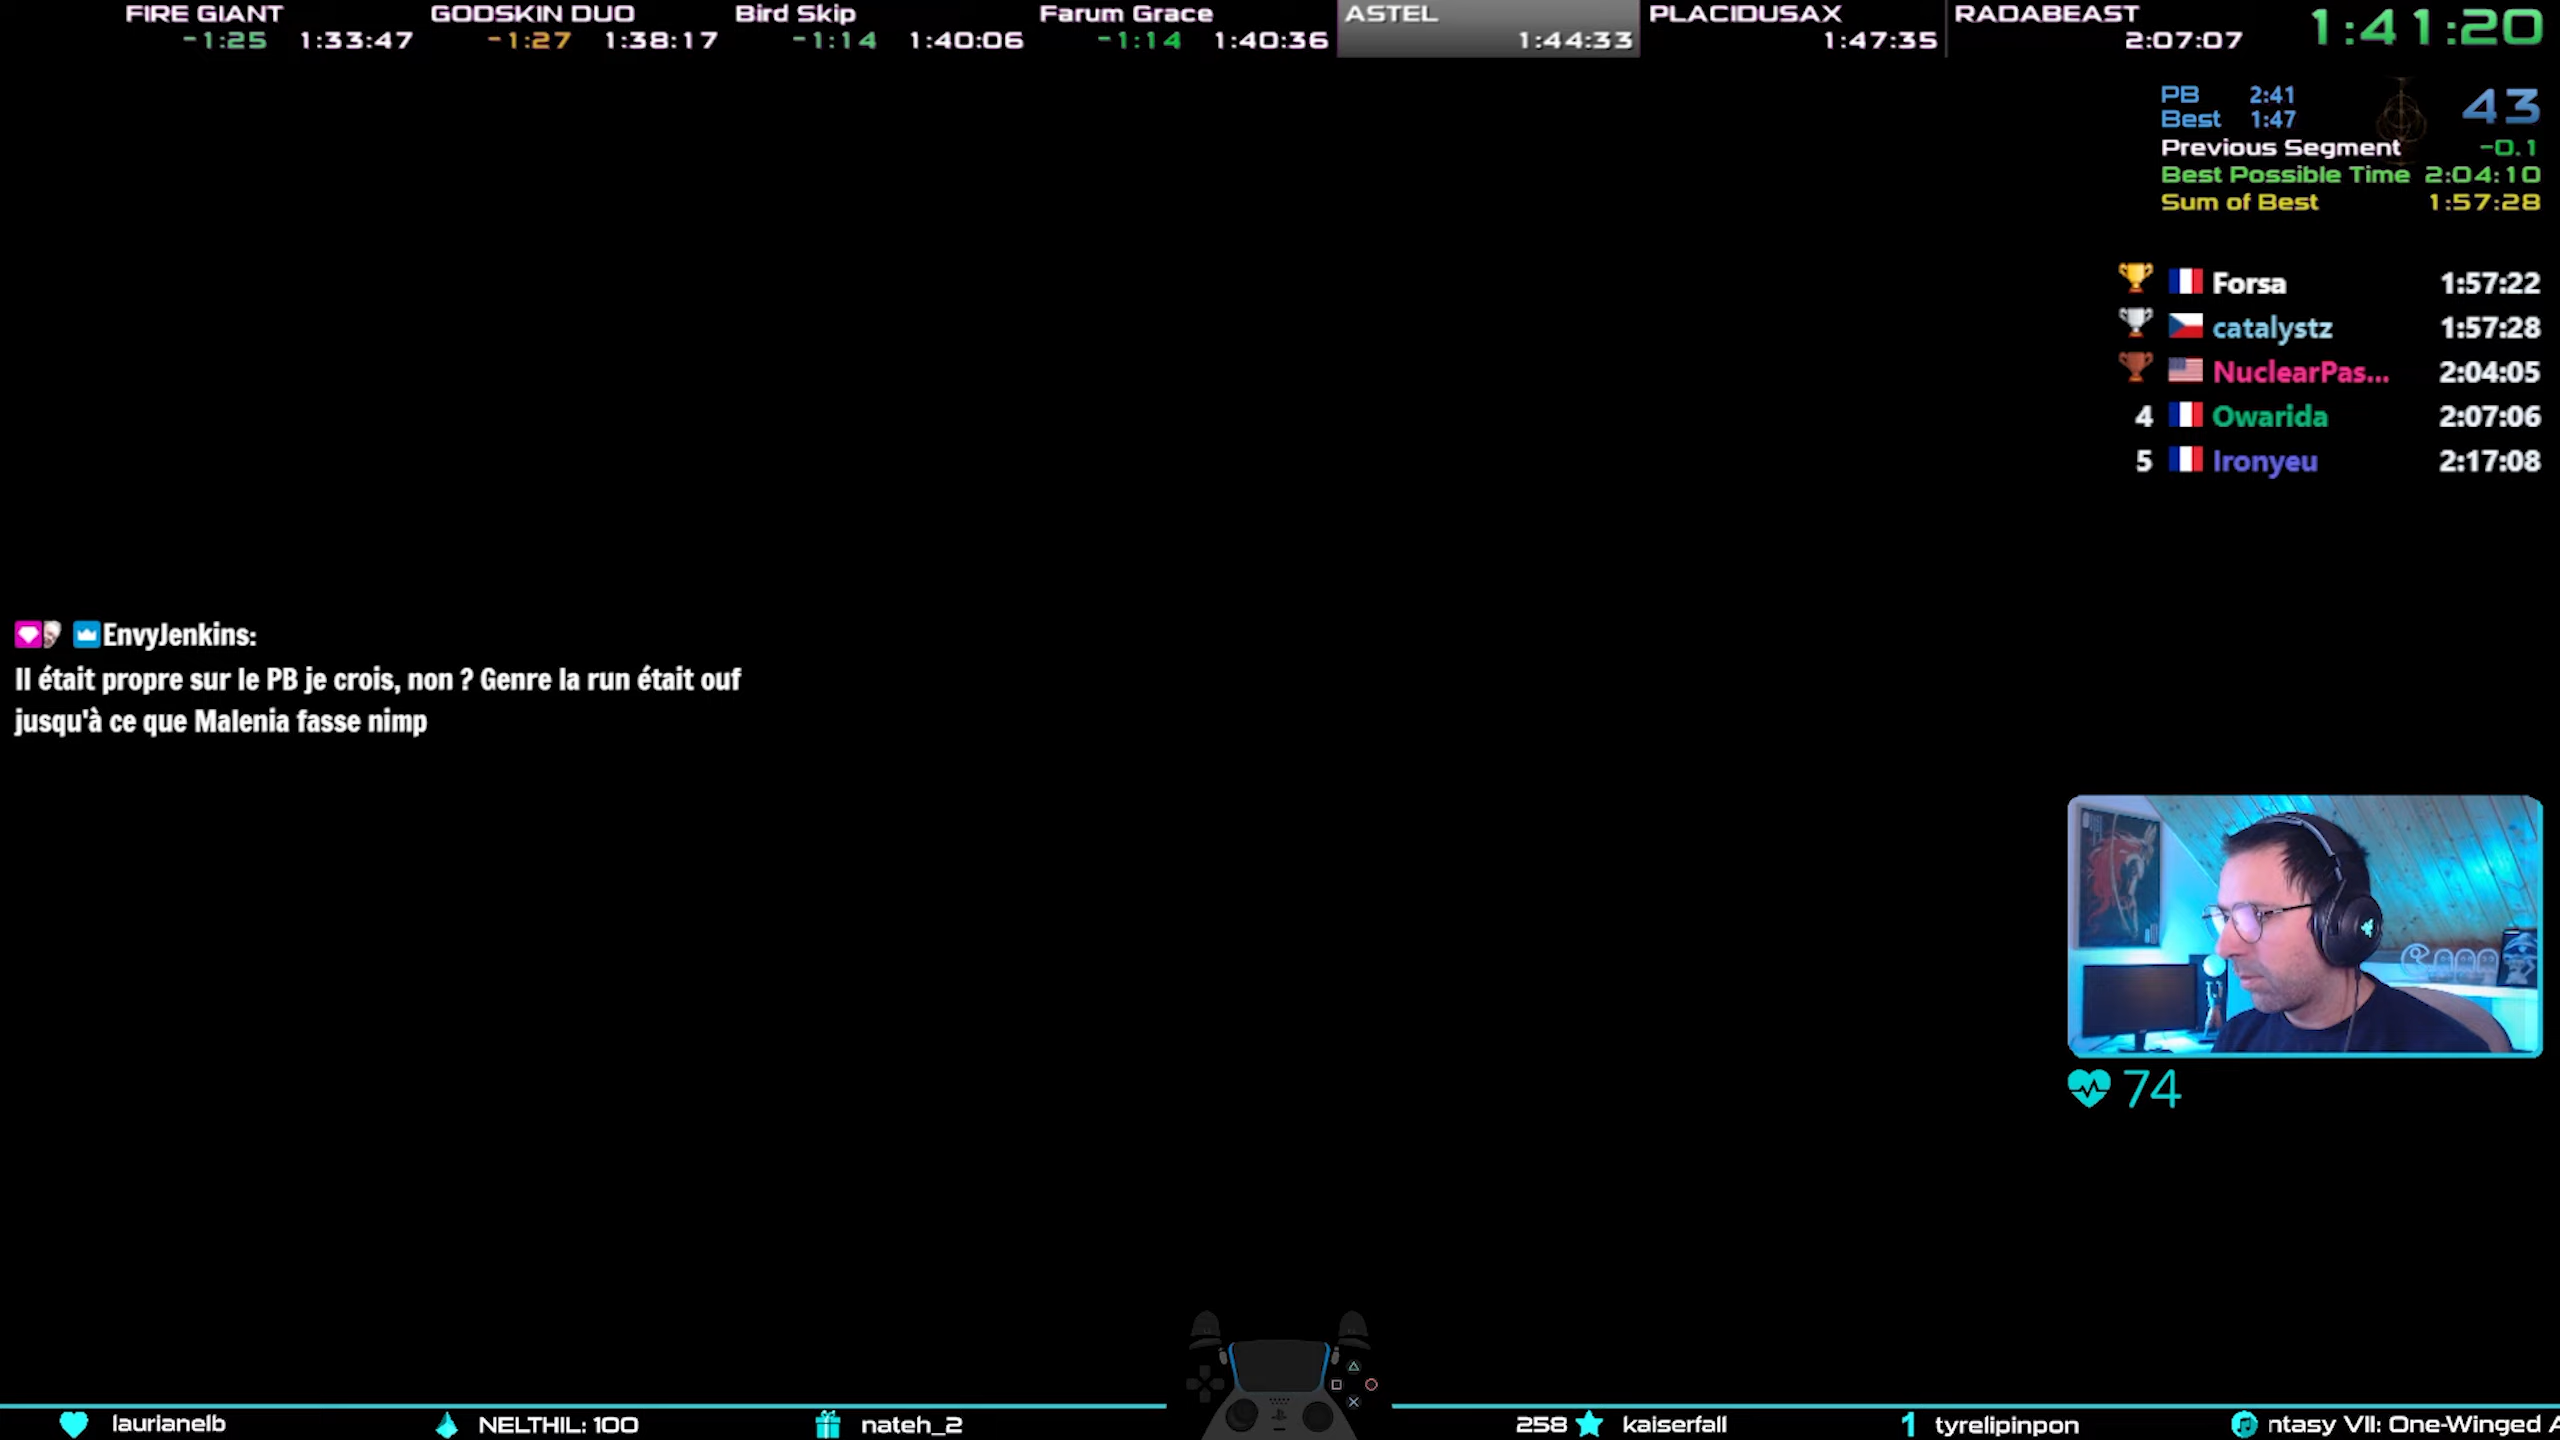 FIRE GIANT
-1:25 1:33:47
GODSKIN DUO
-1:27 1:38:17
Bird Skip
-1:14 1:40:06
Farum Grace
-1:14 1:40:36
ASTEL
1:44:33
PLACIDUSAX
1:47:35
RADABEAST
2:07:07
1:41:20
PB 2:41
Best 1:47
43
Previous Segment -0.1
Best Possible Time 2:04:10
Sum of Best 1:57:28
Forsa 1:57:22
catalystz 1:57:28
NuclearPas... 2:04:05
4 Owarida 2:07:06
5 Ironyeu 2:17:08
EnvyJenkins:
Il était propre sur le PB je crois, non ? Genre la run était ouf
jusqu'à ce que Malenia fasse nimp
74
laurianelb
NELTHIL: 100
nateh_2
258 kaiserfall
1 tyrelipinpon
ntasy VII: One-Winged A